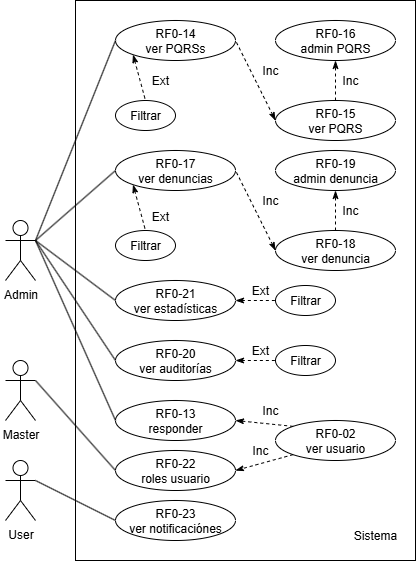 RF0-14
ver PQRSs
RF0-16
admin PQRS
Ext
Inc
Inc
Filtrar
RF0-15
ver PQRS
RF0-17
ver denuncias
RF0-19
admin denuncia
Ext
Inc
Inc
Filtrar
RF0-18
ver denuncia
Admin
RF0-21
ver estadísticas
Ext
Filtrar
RF0-20
ver auditorías
Ext
Filtrar
RF0-13
responder
Inc
RF0-02
ver usuario
Master
Inc
RF0-22
roles usuario
User
RF0-23
ver notificaciónes
Sistema